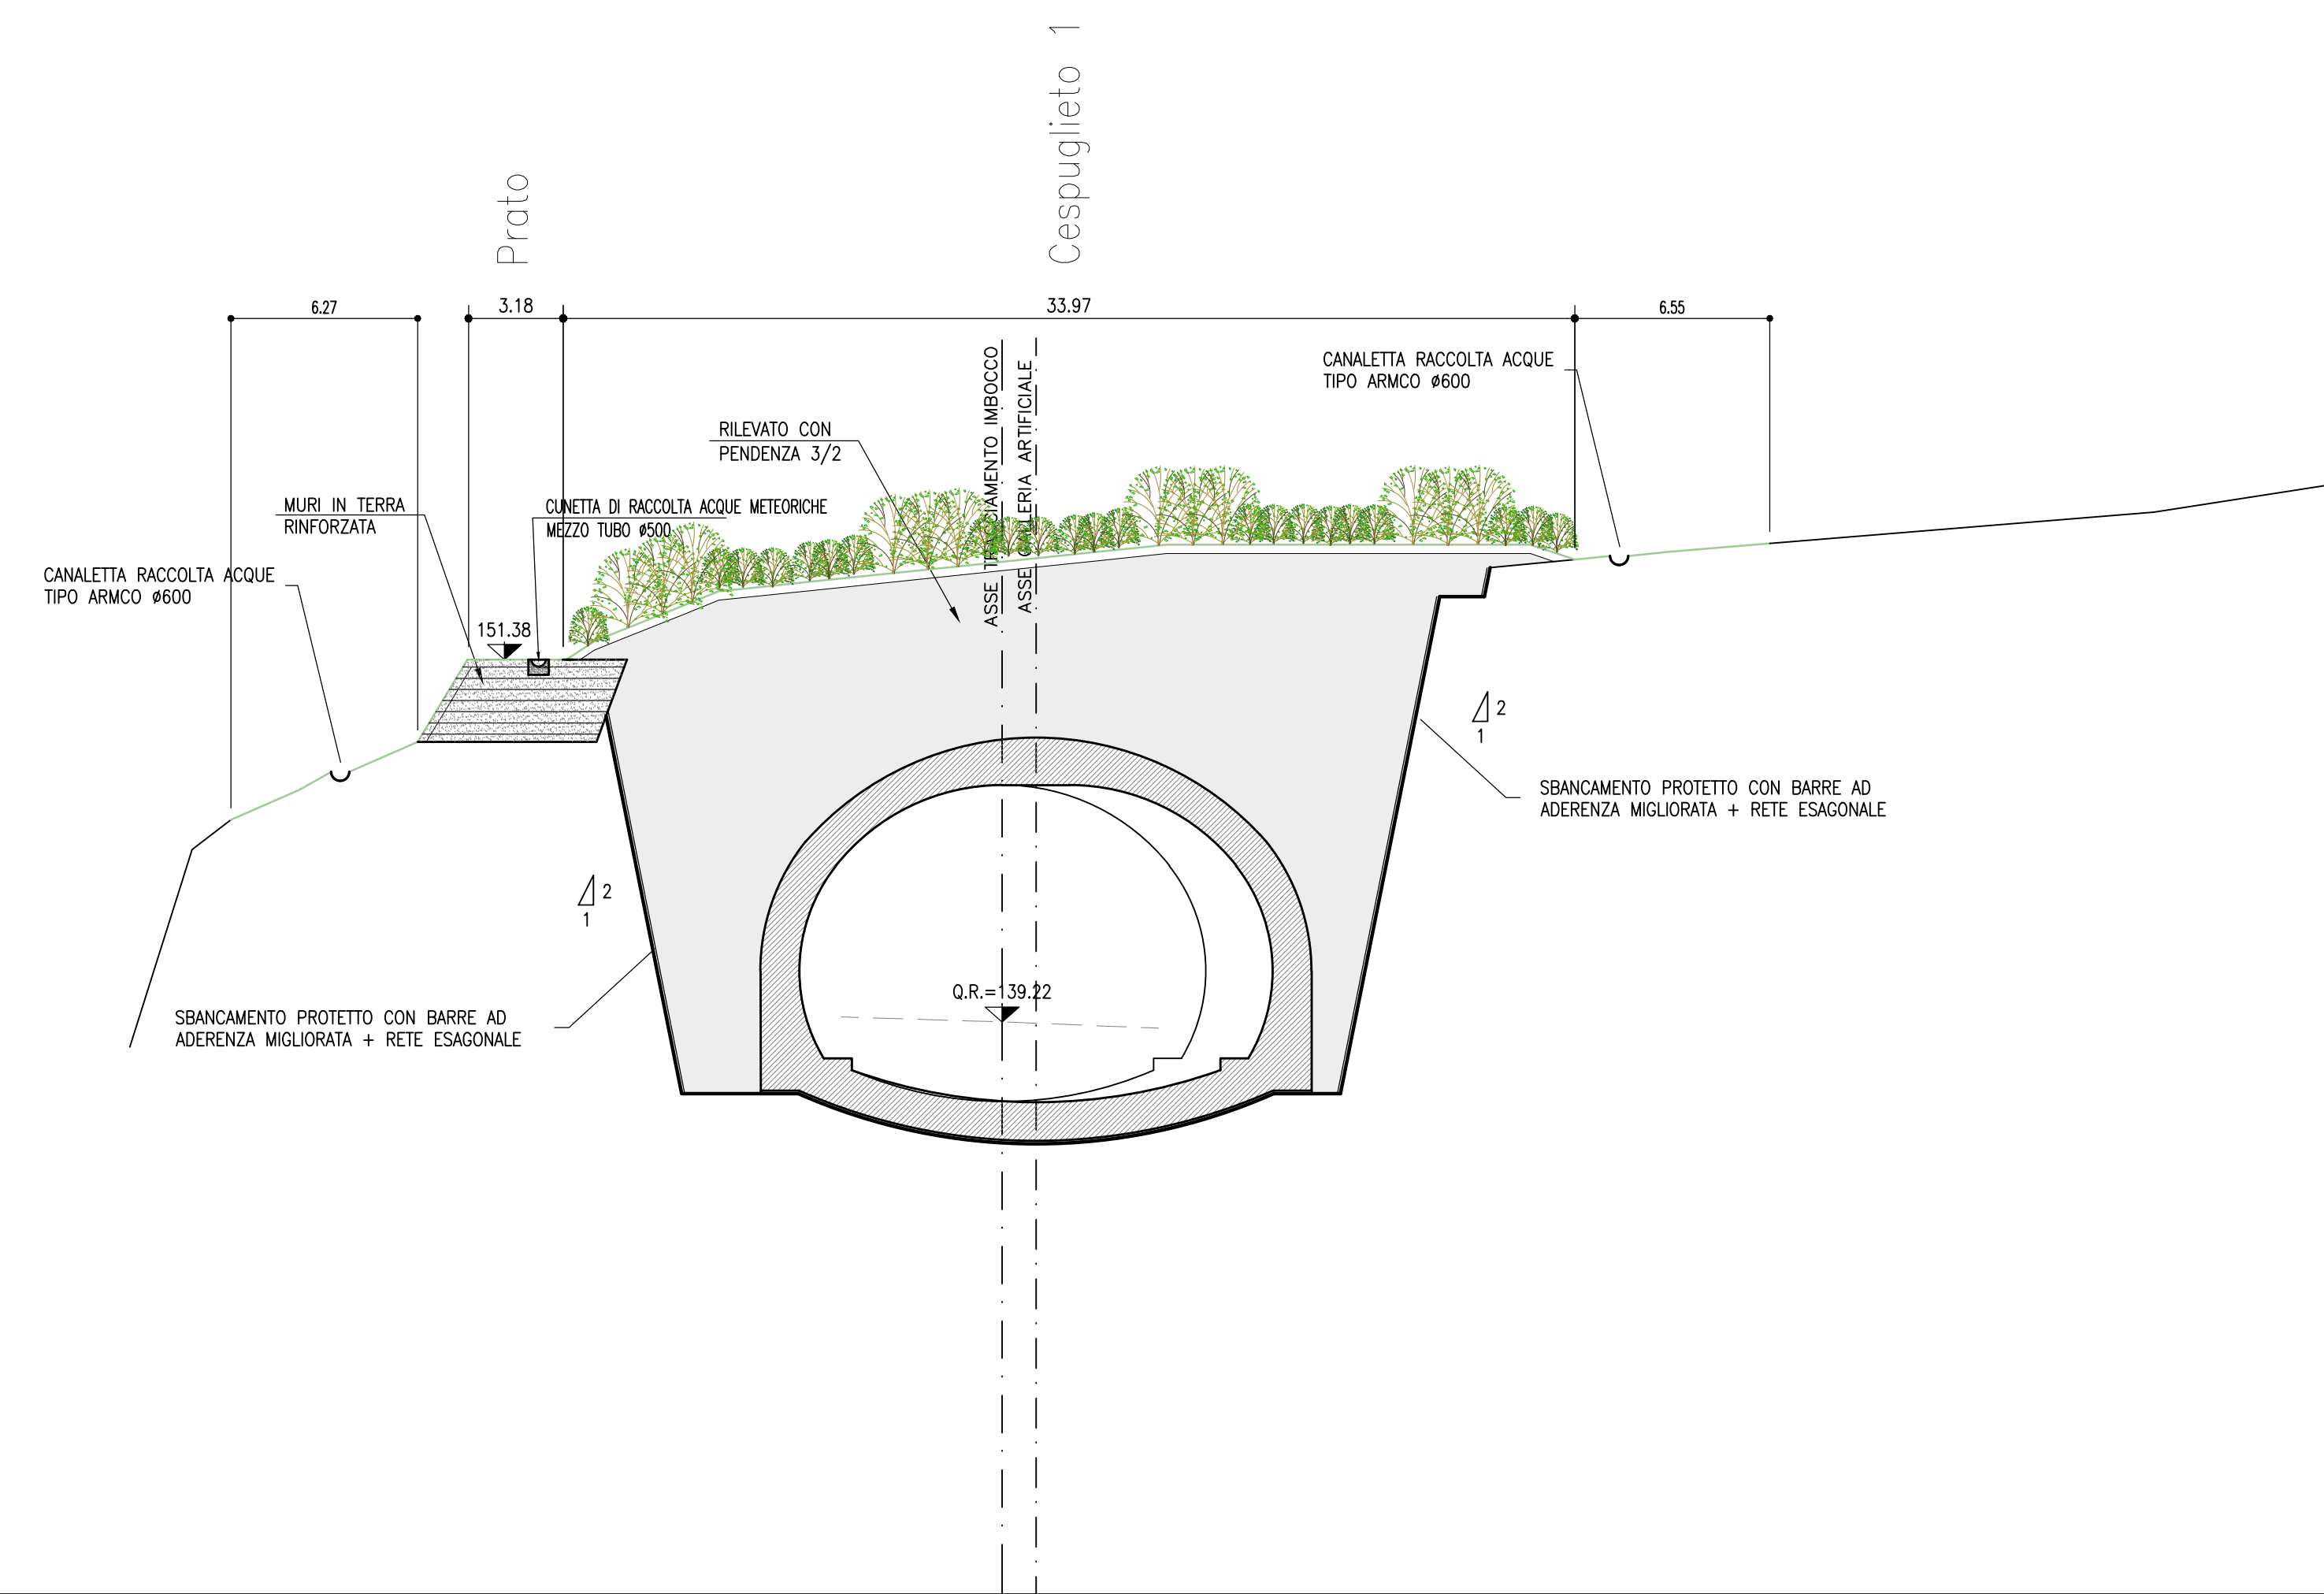 Cespuglieto 1
Prato
6.27
3.18
33.97
6.55
CANALETTA RACCOLTA ACQUE
TIPO ARMCO ø600
ASSE TRACCIAMENTO IMBOCCO
ASSE GALLERIA ARTIFICIALE
RILEVATO CON
PENDENZA 3/2
MURI IN TERRA
RINFORZATA
CUNETTA DI RACCOLTA ACQUE METEORICHE
MEZZO TUBO ø500
CANALETTA RACCOLTA ACQUE
TIPO ARMCO ø600
151.38
2
1
SBANCAMENTO PROTETTO CON BARRE AD
ADERENZA MIGLIORATA + RETE ESAGONALE
2
1
Q.R.=139.22
SBANCAMENTO PROTETTO CON BARRE AD
ADERENZA MIGLIORATA + RETE ESAGONALE